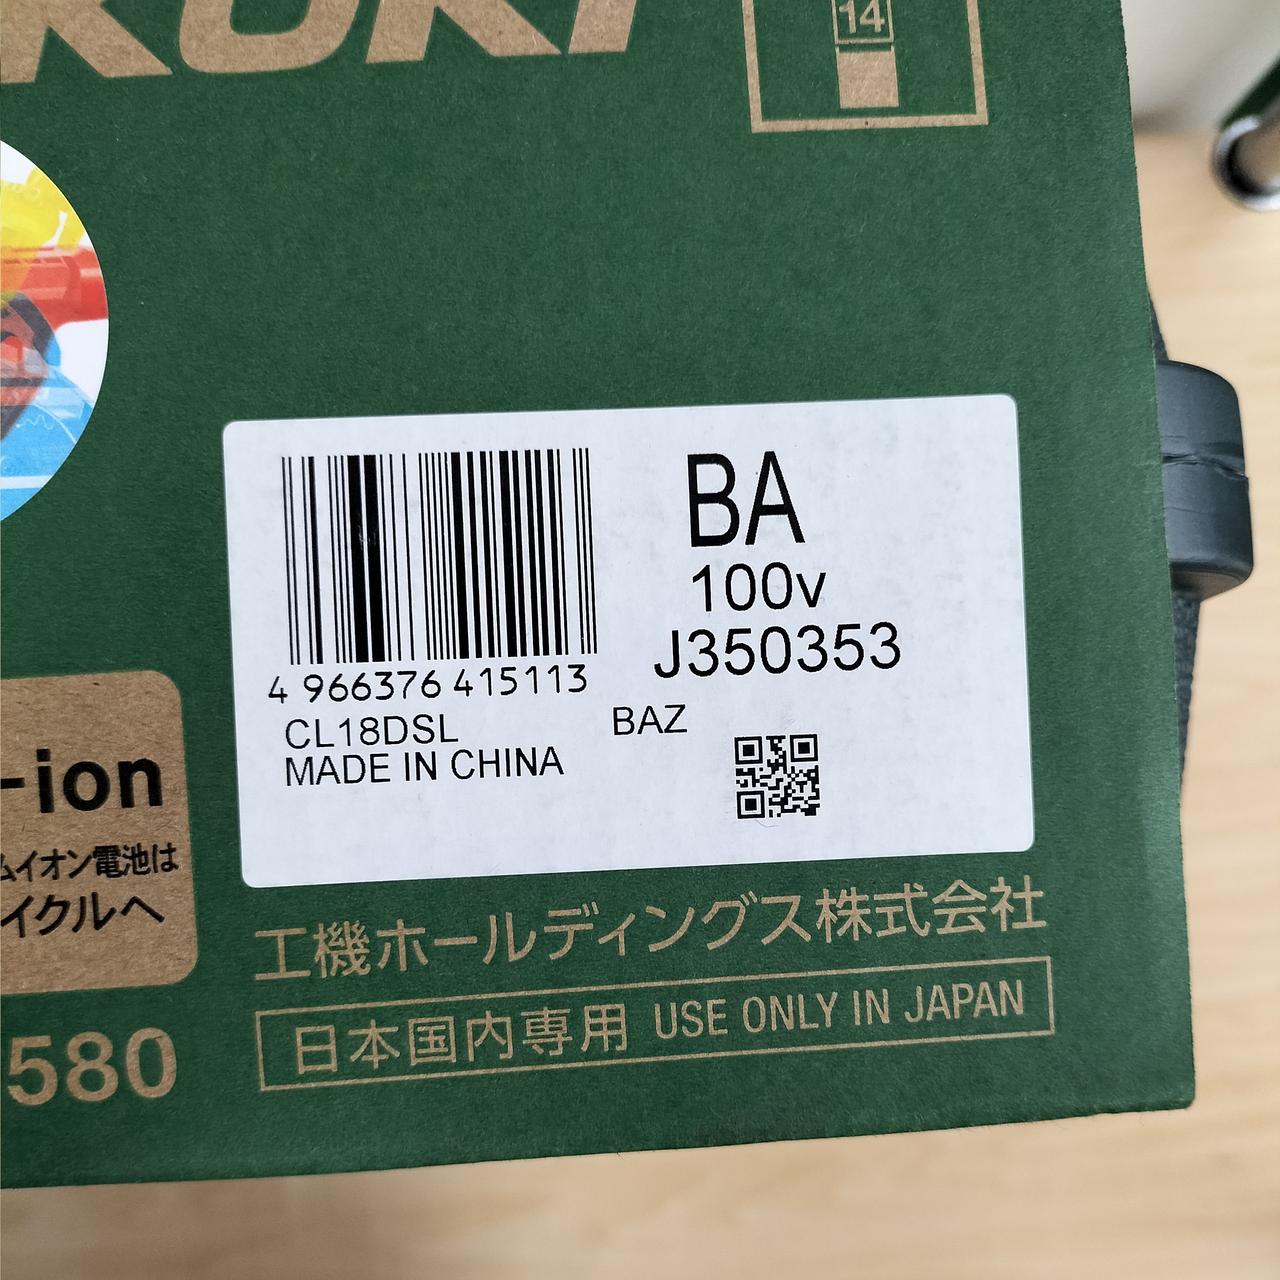 KOKI
14
BA
100v
J350353
4 966376 415113
CL18DSL BAZ
MADE IN CHINA
-ion
ムイオン電池は
イクルへ
工機ホールディングス株式会社
580
日本国内専用 USE ONLY IN JAPAN